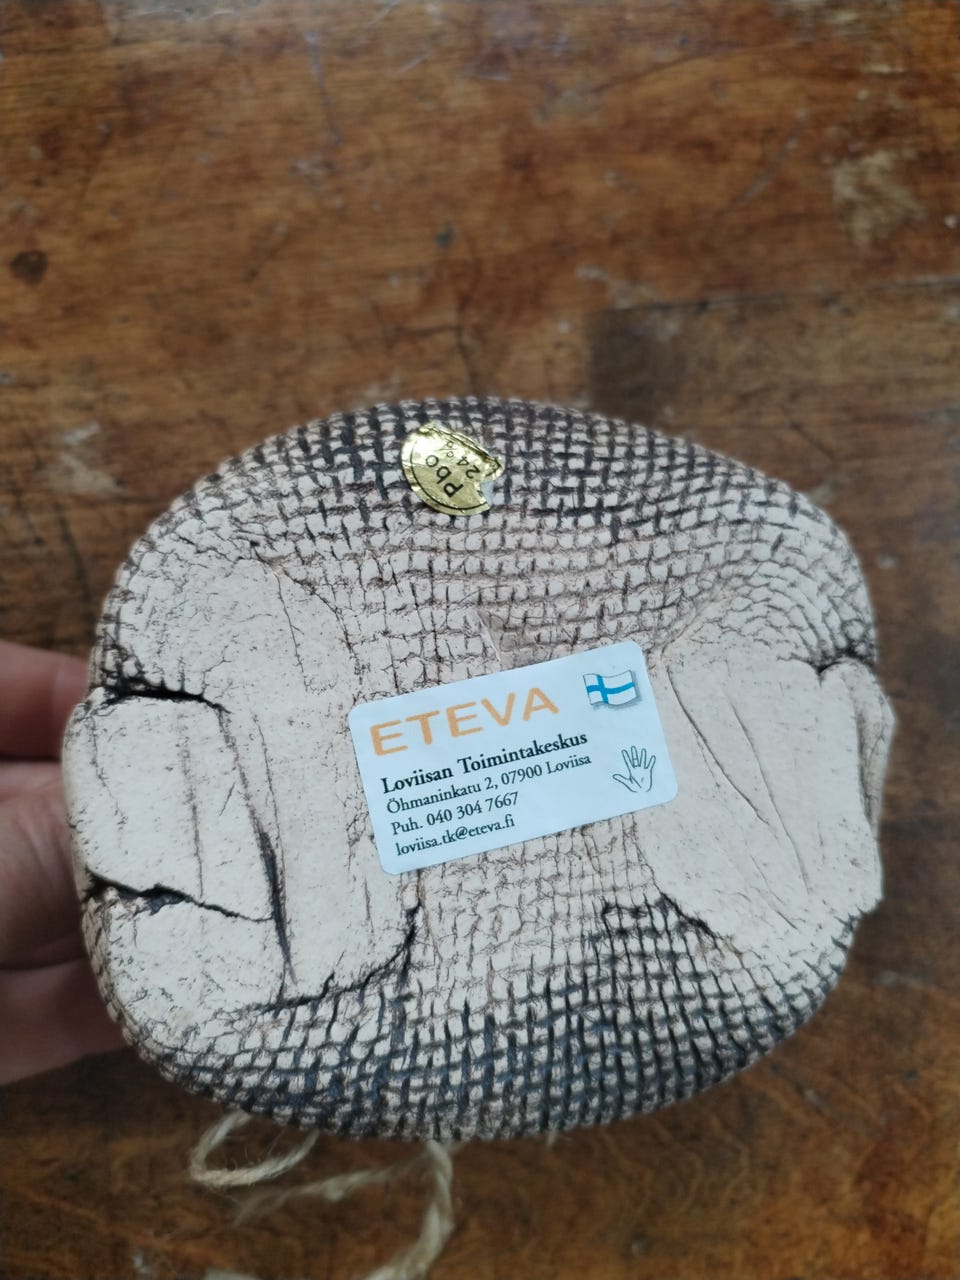 PbO
24%
ETEVA
Loviisan Toimintakeskus
Öhmaninkatu 2, 07900 Loviisa
Puh. 040 304 7667
loviisa.tk@eteva.fi